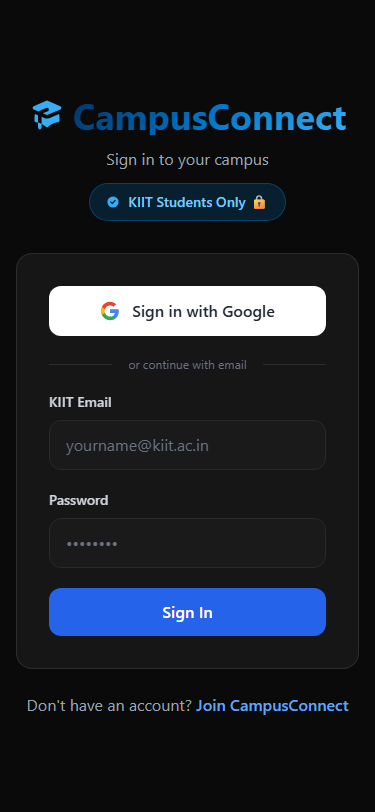 CampusConnect
Sign in to your campus
KIIT Students Only 🔒
Sign in with Google
or continue with email
KIIT Email
yourname@kiit.ac.in
Password
••••••••
Sign In
Don't have an account? Join CampusConnect